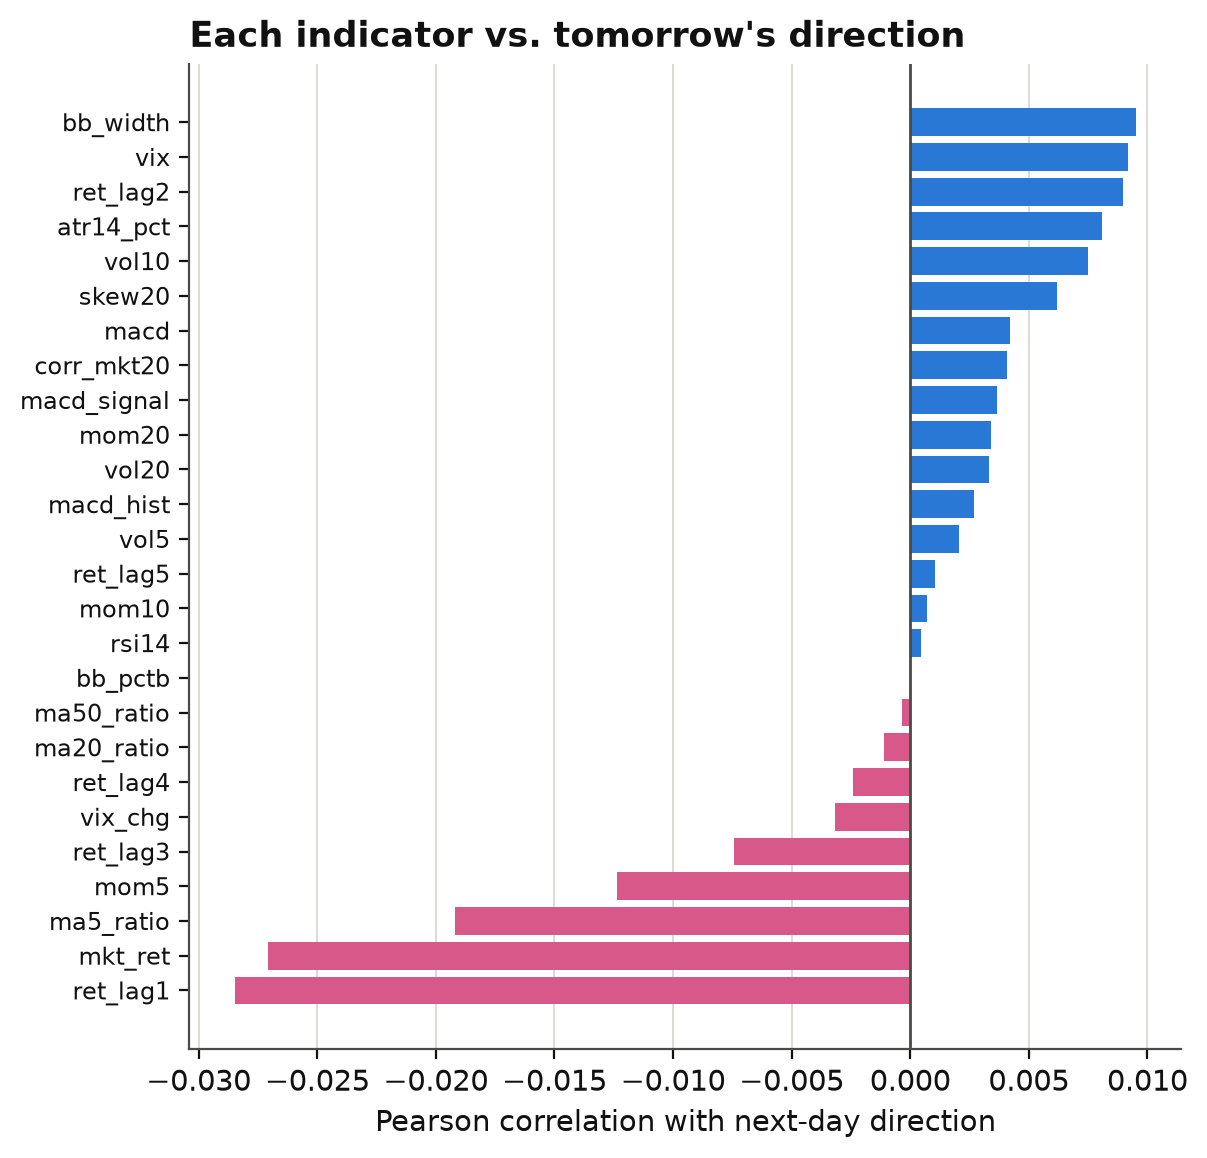 Each indicator vs. tomorrow's direction
bb_width
vix
ret_lag2
atr14_pct
vol10
skew20
macd
corr_mkt20
macd_signal
mom20
vol20
macd_hist
vol5
ret_lag5
mom10
rsi14
bb_pctb
ma50_ratio
ma20_ratio
ret_lag4
vix_chg
ret_lag3
mom5
ma5_ratio
mkt_ret
ret_lag1
−0.030 −0.025 −0.020 −0.015 −0.010 −0.005 0.000 0.005 0.010
Pearson correlation with next-day direction